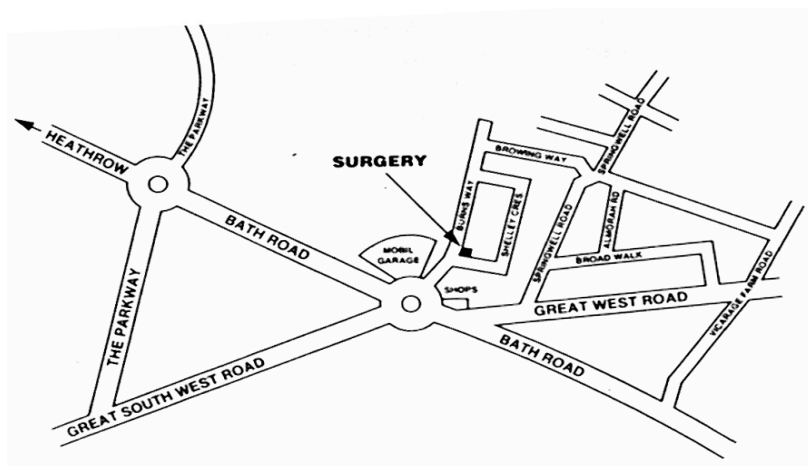 THE PARKWAY
HEATHROW
SURGERY
BROWING WAY
SPRINGWELL ROAD
BURNS WAY
SHELLEY CRES
ALMORAH RD
SPRINGWELL ROAD
BATH ROAD
MOBIL
GARAGE
BROAD WALK
SHOPS
GREAT WEST ROAD
VICARAGE FARM ROAD
THE PARKWAY
BATH ROAD
GREAT SOUTH WEST ROAD